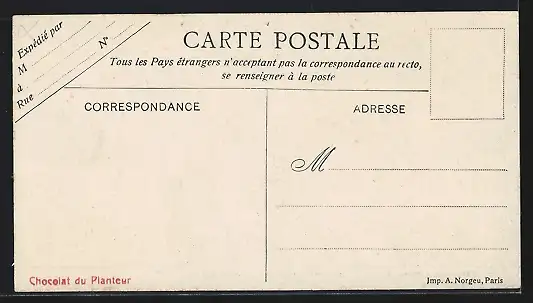 Expédié par
M
à
Rue N°
CARTE POSTALE
Tous les Pays étrangers n'acceptant pas la correspondance au recto,
se renseigner à la poste
CORRESPONDANCE
ADRESSE
M
Chocolat du Planteur
Imp. A. Norgeu, Paris